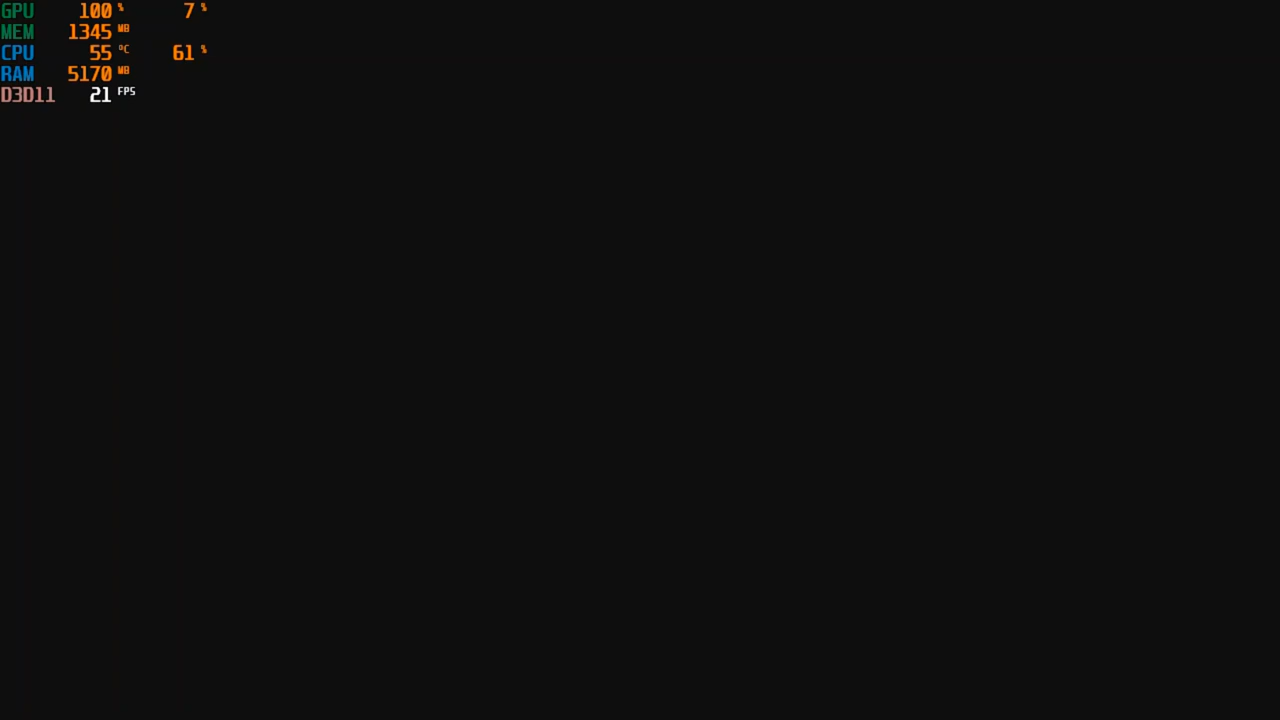 GPU 100 % 7 %
MEM 1345 MB
CPU 55 °C 61 %
RAM 5170 MB
D3D11 21 FPS